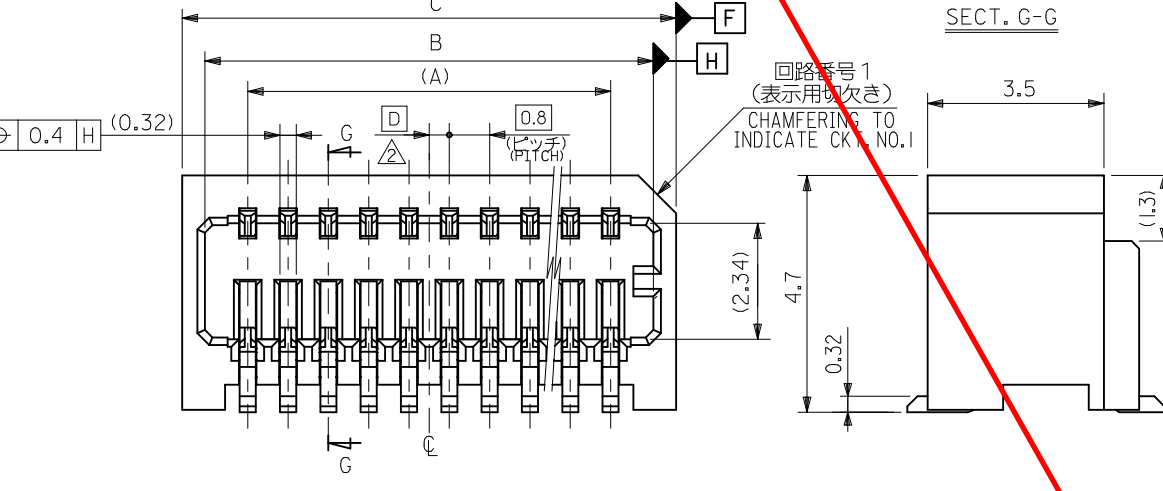 C
F
SECT. G-G
B
H
(A)
回路番号1
(表示用切欠き)
CHAMFERING TO
INDICATE CKT. NO.1
3.5
0.4 H
(0.32)
G
D
2
0.8
(ピッチ)
(PITCH)
(1.3)
(2.34)
4.7
0.32
G
℄